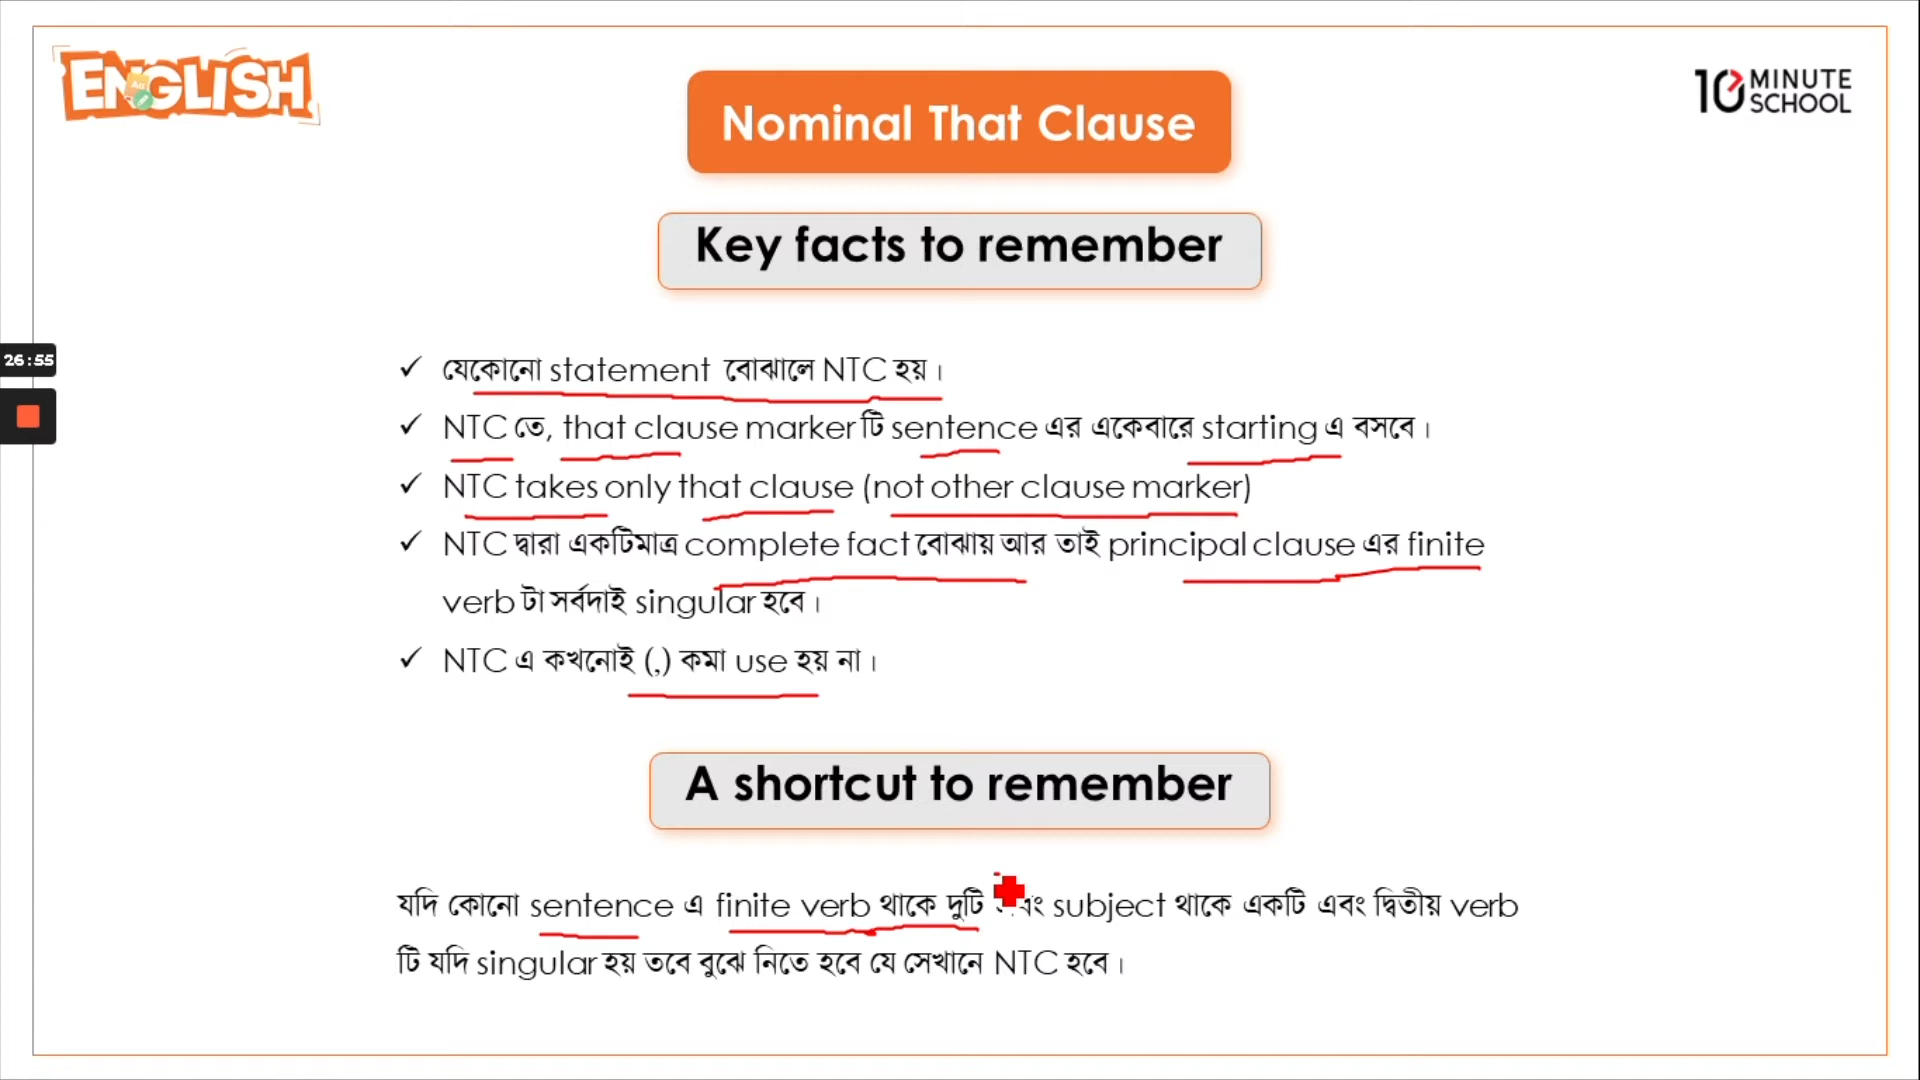 ENGLISH
10 MINUTE SCHOOL
Nominal That Clause
Key facts to remember
26:55
✓ যেকোনো statement বোঝালে NTC হয়।
✓ NTC তে, that clause marker টি sentence এর একেবারে starting এ বসবে।
✓ NTC takes only that clause (not other clause marker)
✓ NTC দ্বারা একটিমাত্র complete fact বোঝায় আর তাই principal clause এর finite
verb টা সর্বদাই singular হবে।
✓ NTC এ কখনোই (,) কমা use হয় না।
A shortcut to remember
যদি কোনো sentence এ finite verb থাকে দুটি subject থাকে একটি এবং দ্বিতীয় verb
টি যদি singular হয় তবে বুঝে নিতে হবে যে সেখানে NTC হবে।